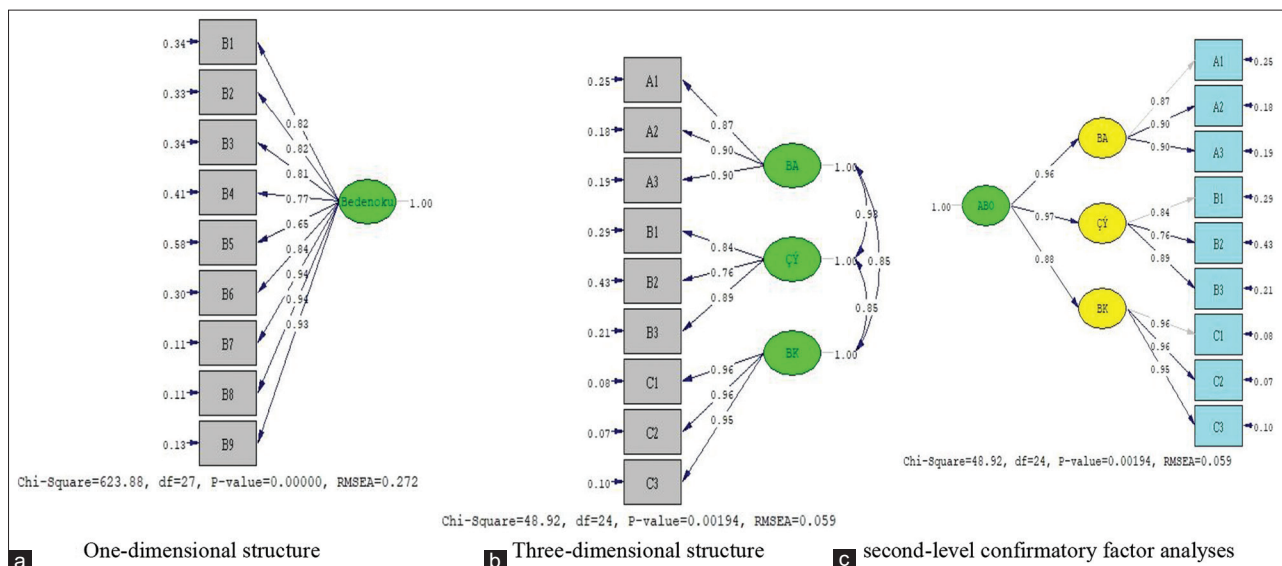 0.34
B1
0.33
B2
0.34
B3
0.41
B4
0.58
B5
0.30
B6
0.11
B7
0.11
B8
0.13
B9
0.82
0.82
0.81
0.77
0.65
0.84
0.94
0.94
0.93
Bedenoku
1.00
Chi-Square=623.88, df=27, P-value=0.00000, RMSEA=0.272
a
One-dimensional structure
0.25
A1
0.18
A2
0.19
A3
0.29
B1
0.43
B2
0.21
B3
0.08
C1
0.07
C2
0.10
C3
0.87
0.90
0.90
0.84
0.76
0.89
0.96
0.96
0.95
BA
1.00
ÇÝ
1.00
BK
1.00
0.93
0.85
0.85
Chi-Square=48.92, df=24, P-value=0.00194, RMSEA=0.059
b
Three-dimensional structure
1.00
ABO
0.96
0.97
0.88
BA
ÇÝ
BK
0.87
0.90
0.90
0.84
0.76
0.89
0.96
0.96
0.95
A1
0.25
A2
0.18
A3
0.19
B1
0.29
B2
0.43
B3
0.21
C1
0.08
C2
0.07
C3
0.10
Chi-Square=48.92, df=24, P-value=0.00194, RMSEA=0.059
c
second-level confirmatory factor analyses